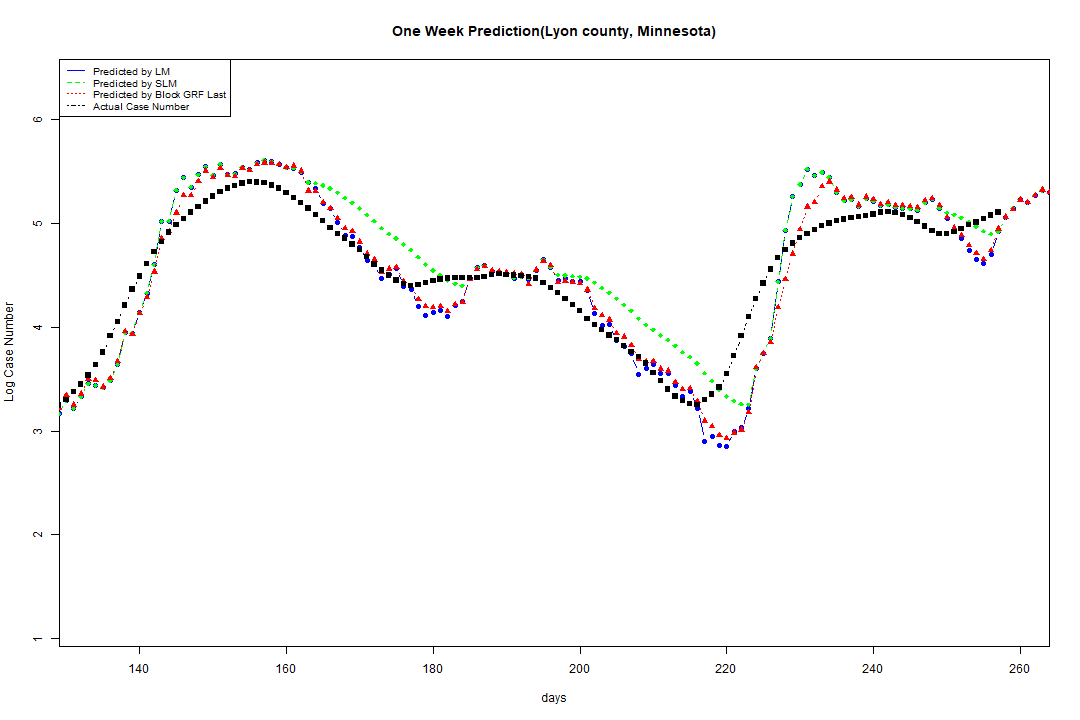 One Week Prediction(Lyon county, Minnesota)
Predicted by LM
Predicted by SLM
Predicted by Block GRF Last
Actual Case Number
6
5
4
3
2
1
Log Case Number
140 160 180 200 220 240 260
days